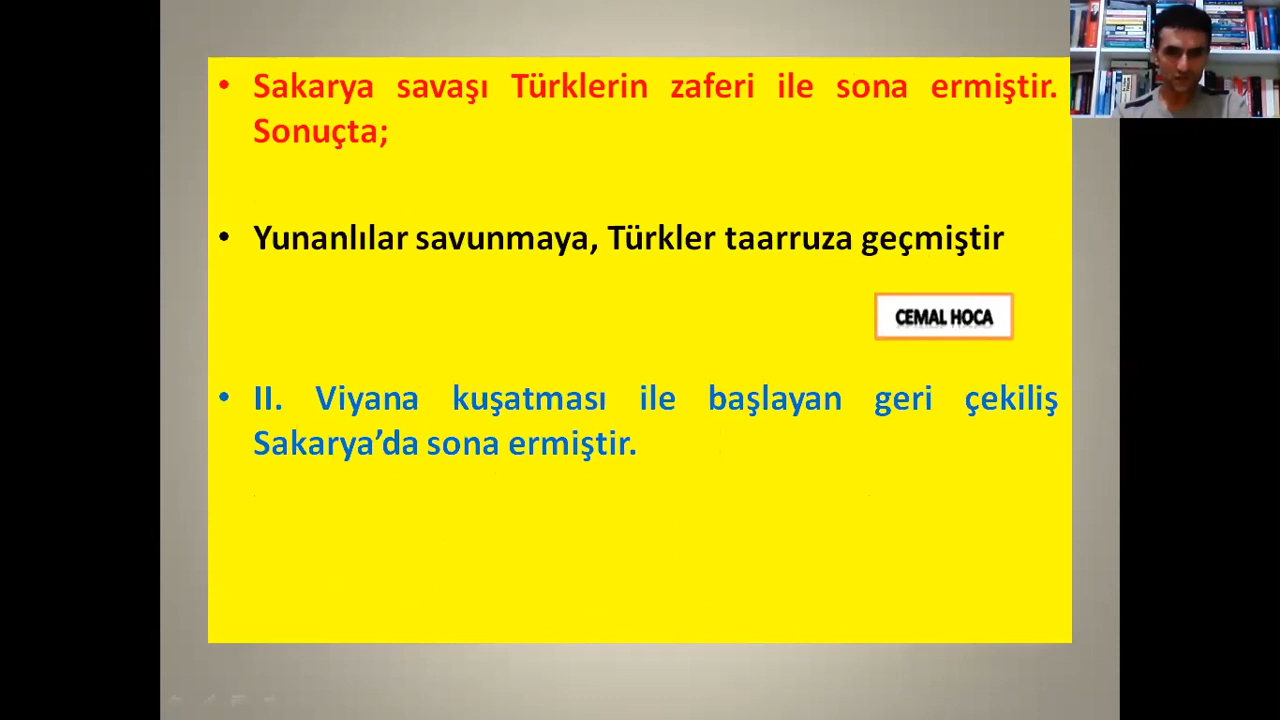 • Sakarya savaşı Türklerin zaferi ile sona ermiştir.
Sonuçta;
• Yunanlılar savunmaya, Türkler taarruza geçmiştir
CEMAL HOCA
• II. Viyana kuşatması ile başlayan geri çekiliş
Sakarya’da sona ermiştir.